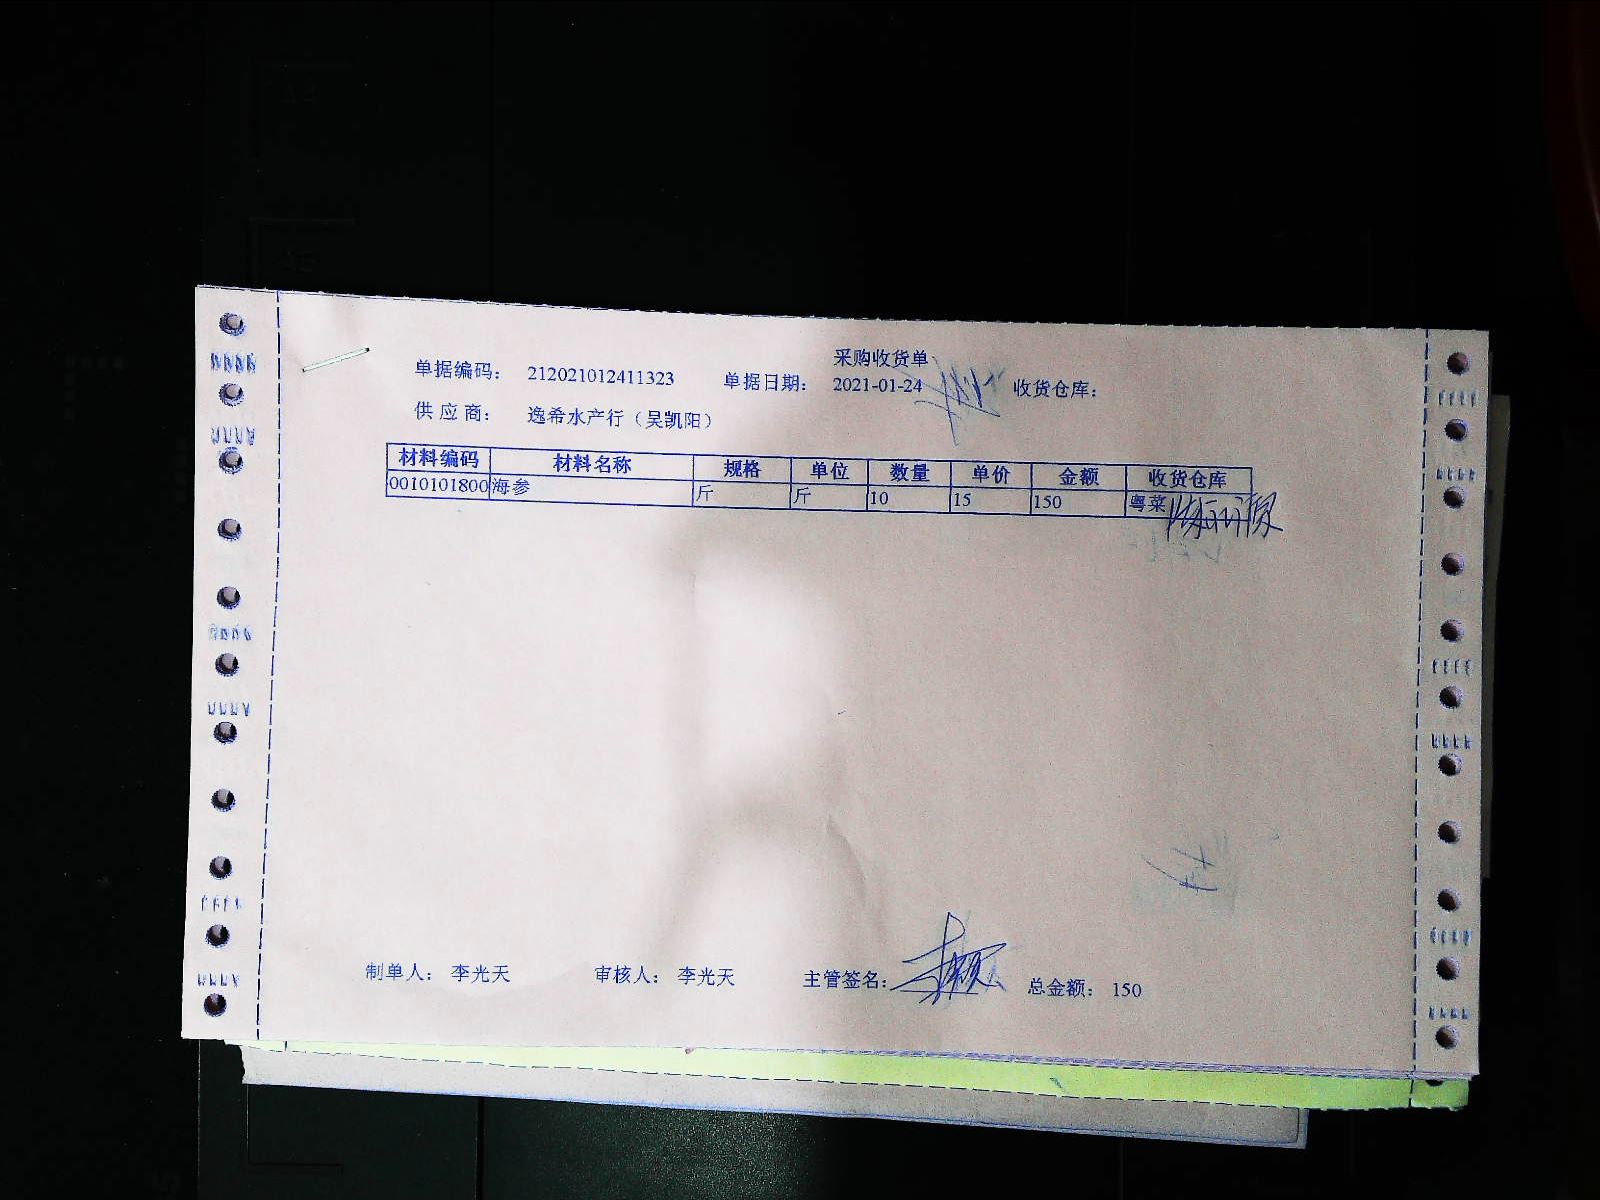 采购收货单
单据编码： 212021012411323 单据日期： 2021-01-24 收货仓库：
供 应 商： 逸希水产行（吴凯阳）
材料编码 材料名称 规格 单位 数量 单价 金额 收货仓库
0010101800 海参 斤 斤 10 15 150 粤菜
制单人： 李光天 审核人： 李光天 主管签名： 总金额： 150